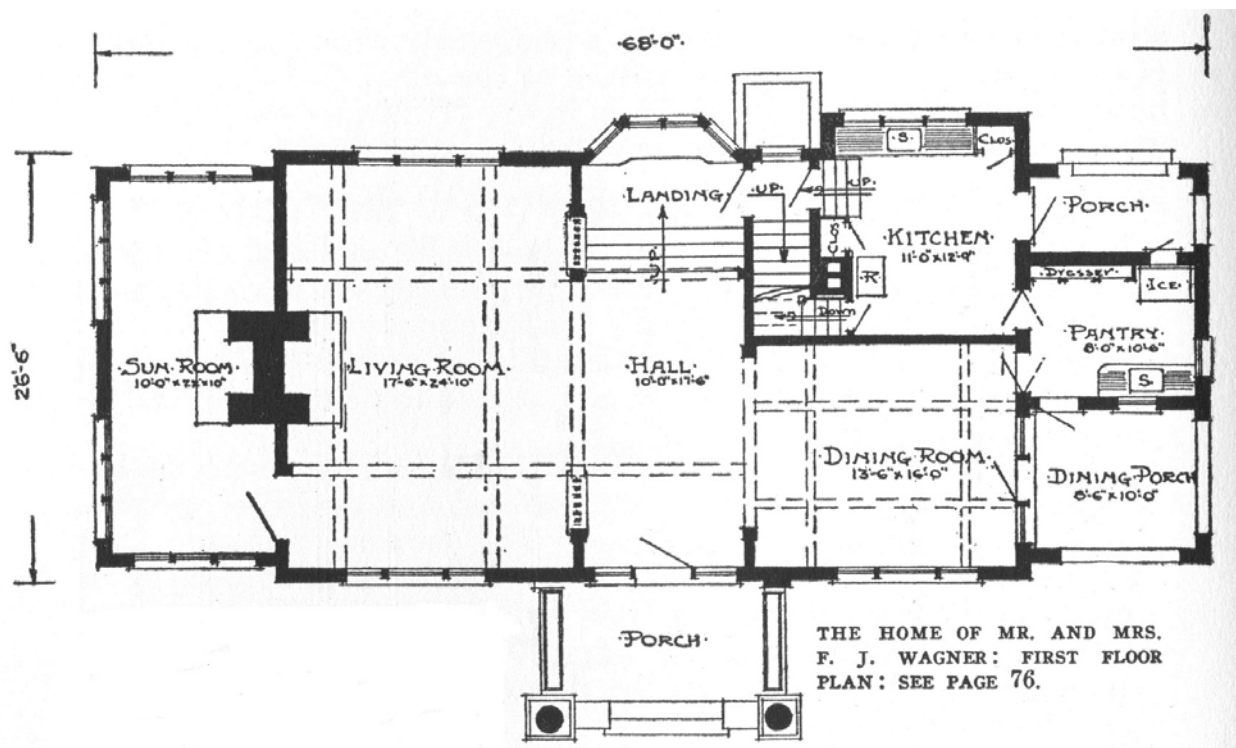 68'-0"
26'-6"
LANDING
UP
UP
UP
S.
CLOS.
PORCH
KITCHEN
11'-0"x12'-9"
CLOS
R
DRESSER
ICE
DOWN
PANTRY
8'-0"x10'-6"
S.
SUN ROOM
10'-0"x22'-10"
LIVING ROOM
17'-6"x24'-10"
HALL
10'-0"x17'-6"
DINING ROOM
13'-6"x16'-0"
DINING PORCH
8'-6"x10'-0"
PORCH
THE HOME OF MR. AND MRS.
F. J. WAGNER: FIRST FLOOR
PLAN: SEE PAGE 76.